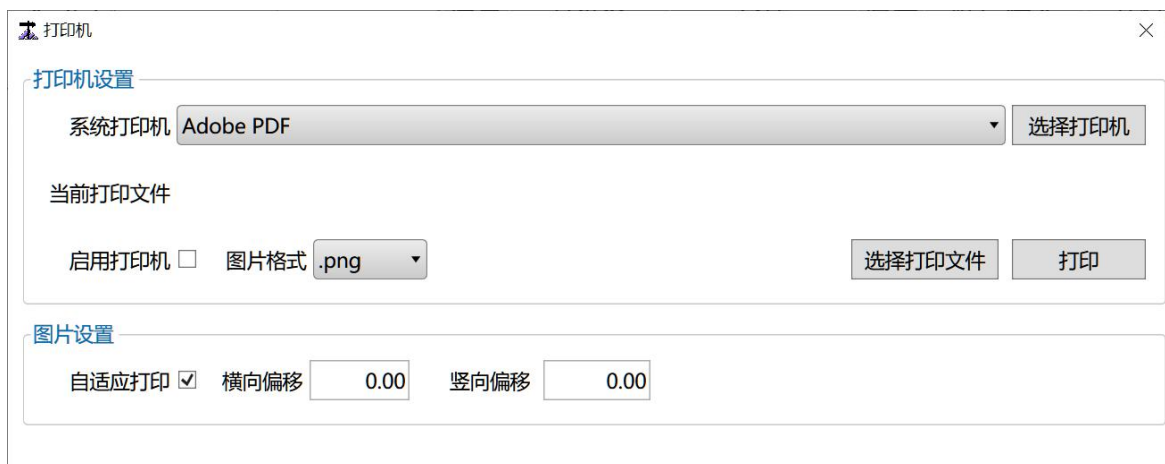 打印机
打印机设置
系统打印机 Adobe PDF 选择打印机
当前打印文件
启用打印机 图片格式 .png 选择打印文件 打印
图片设置
自适应打印 横向偏移 0.00 竖向偏移 0.00